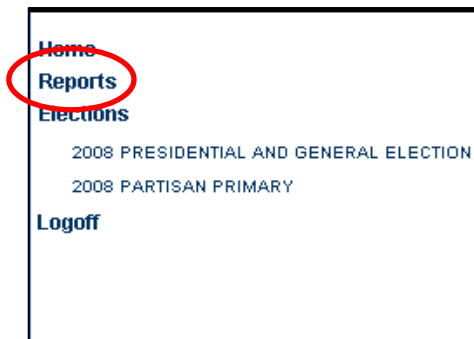 Home
Reports
Elections
2008 PRESIDENTIAL AND GENERAL ELECTION
2008 PARTISAN PRIMARY
Logoff